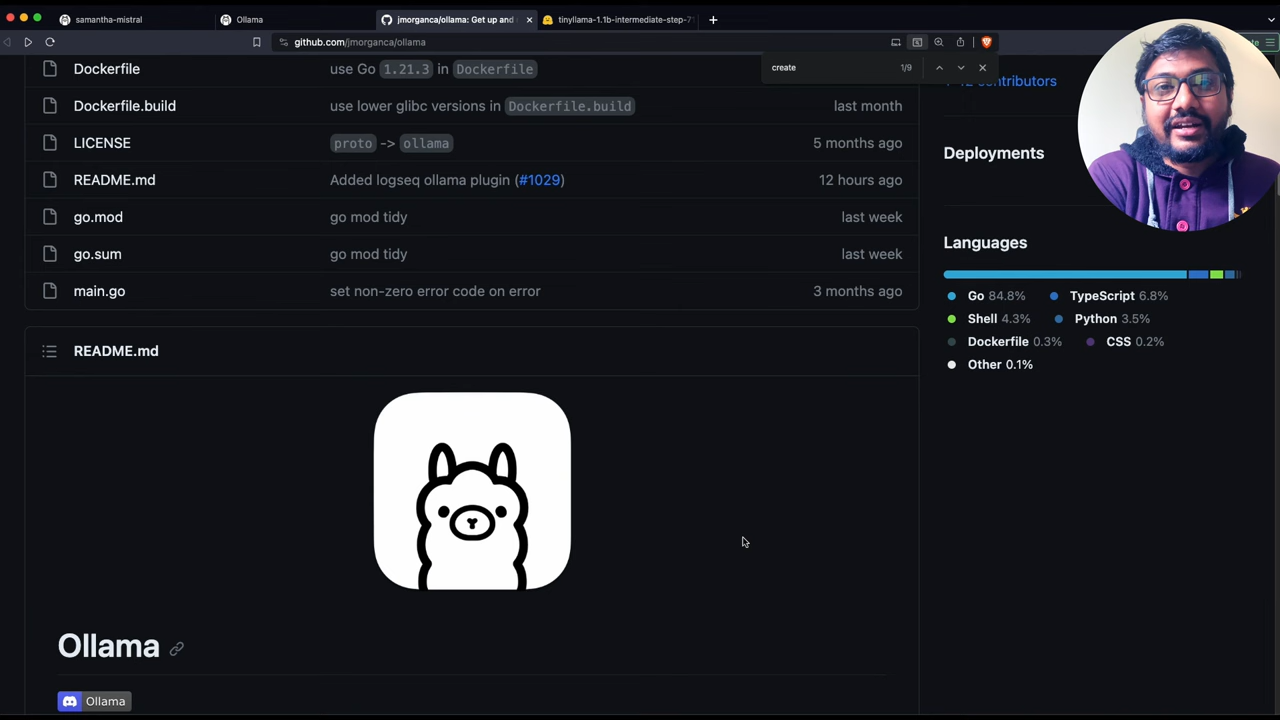 samantha-mistral
Ollama
jmorganca/ollama: Get up and
tinyllama-1.1b-intermediate-step-7
github.com/jmorganca/ollama
create
1/9
Dockerfile
use Go 1.21.3 in Dockerfile
contributors
Dockerfile.build
use lower glibc versions in Dockerfile.build
last month
LICENSE
proto -> ollama
5 months ago
Deployments
README.md
Added logseq ollama plugin (#1029)
12 hours ago
go.mod
go mod tidy
last week
go.sum
go mod tidy
last week
main.go
set non-zero error code on error
3 months ago
Languages
Go 84.8%
TypeScript 6.8%
Shell 4.3%
Python 3.5%
Dockerfile 0.3%
CSS 0.2%
Other 0.1%
README.md
Ollama
Ollama